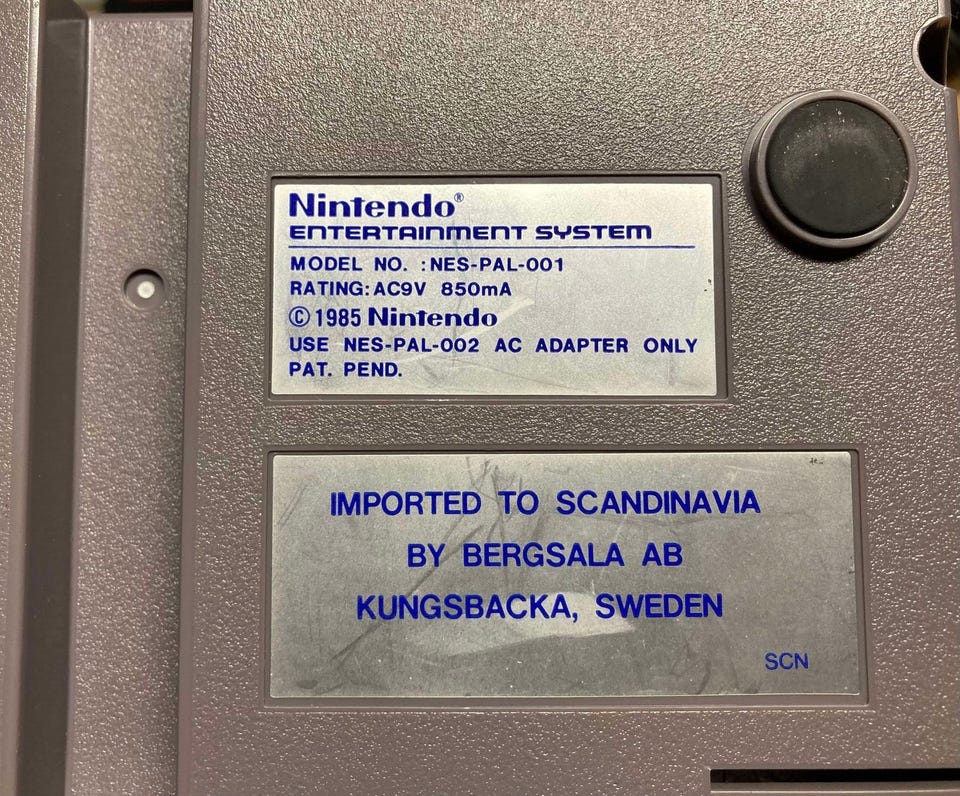 Nintendo®
ENTERTAINMENT SYSTEM
MODEL NO. :NES-PAL-001
RATING:AC9V 850mA
©1985 Nintendo
USE NES-PAL-002 AC ADAPTER ONLY
PAT. PEND.
IMPORTED TO SCANDINAVIA
BY BERGSALA AB
KUNGSBACKA, SWEDEN
SCN